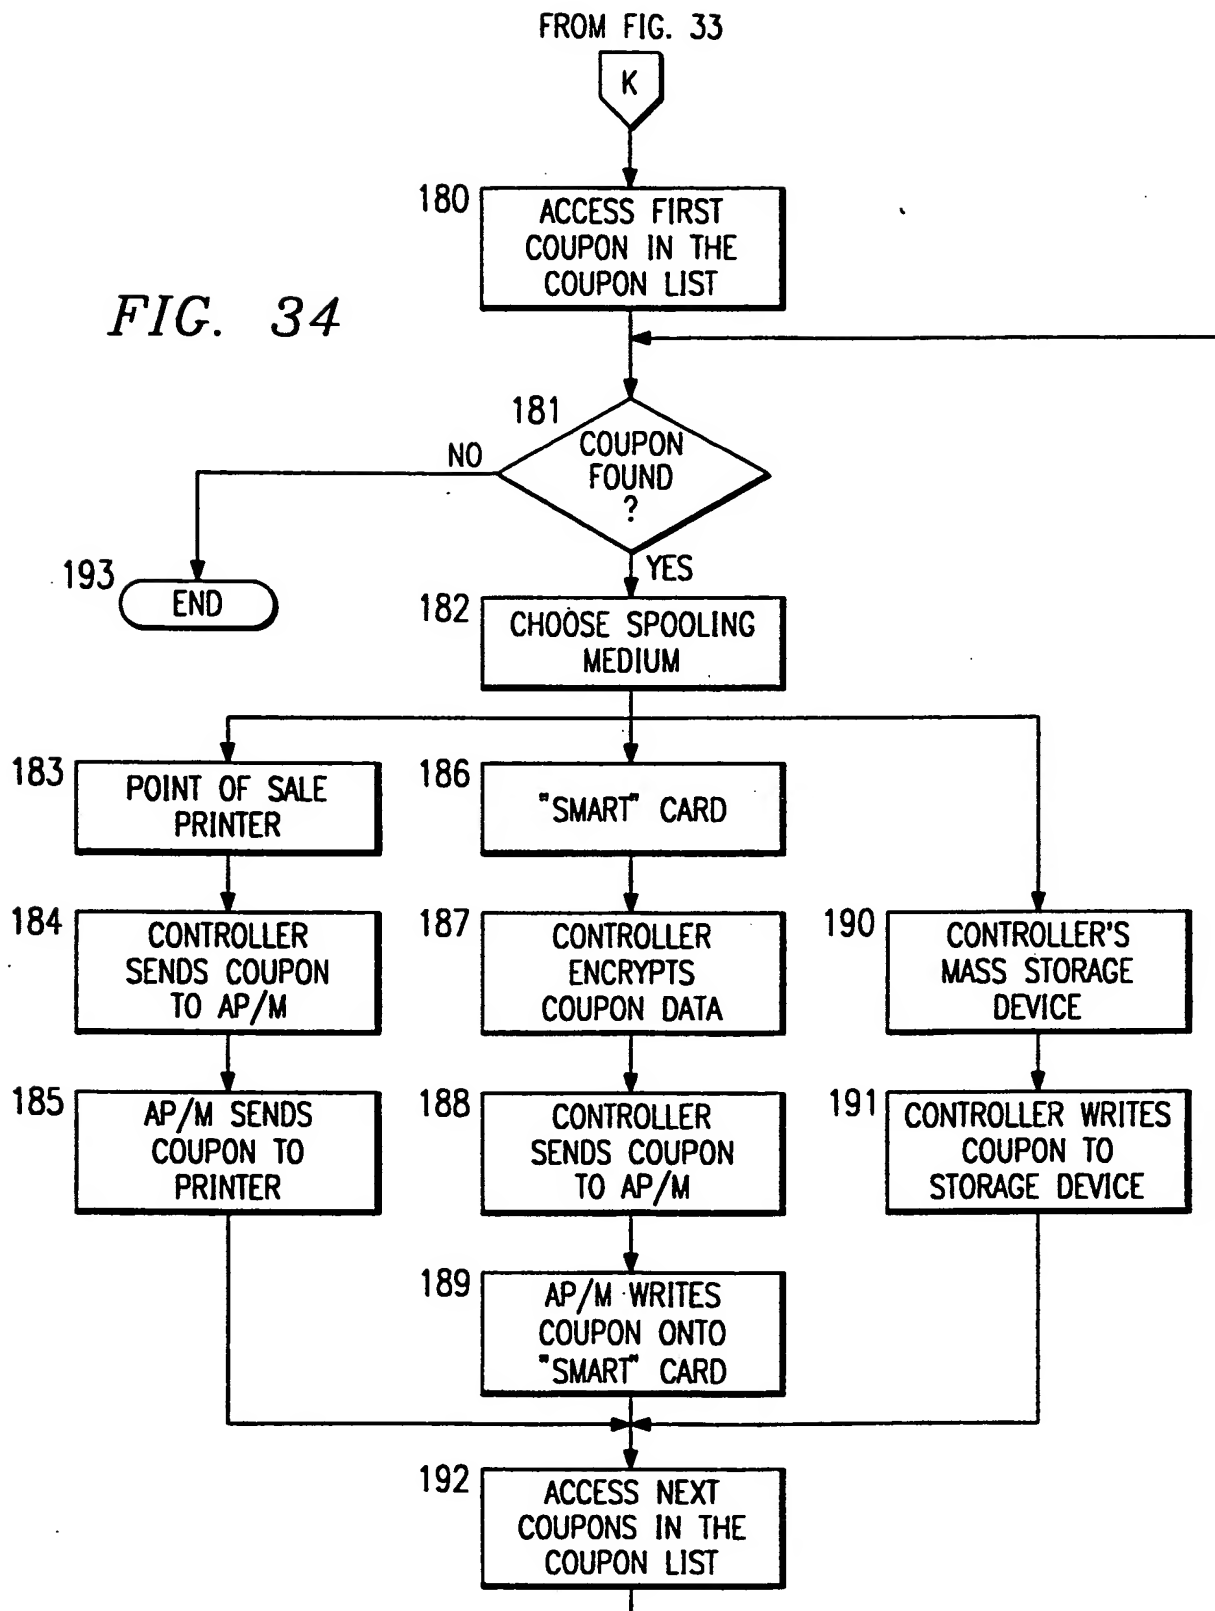 FROM FIG. 33
K
180
ACCESS FIRST
COUPON IN THE
COUPON LIST
FIG. 34
181
COUPON
FOUND
?
NO
YES
193
END
182
CHOOSE SPOOLING
MEDIUM
183
POINT OF SALE
PRINTER
186
"SMART" CARD
184
CONTROLLER
SENDS COUPON
TO AP/M
187
CONTROLLER
ENCRYPTS
COUPON DATA
190
CONTROLLER'S
MASS STORAGE
DEVICE
185
AP/M SENDS
COUPON TO
PRINTER
188
CONTROLLER
SENDS COUPON
TO AP/M
191
CONTROLLER WRITES
COUPON TO
STORAGE DEVICE
189
AP/M WRITES
COUPON ONTO
"SMART" CARD
192
ACCESS NEXT
COUPONS IN THE
COUPON LIST